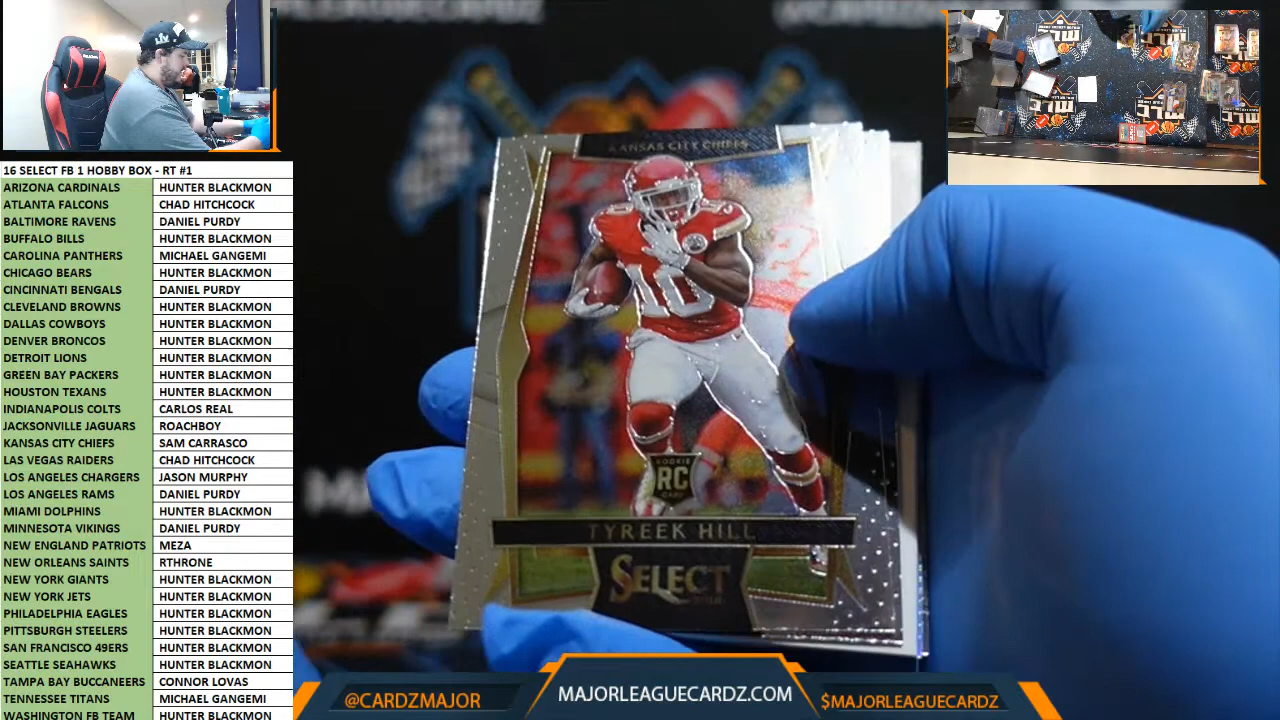 16 SELECT FB 1 HOBBY BOX - RT #1
ARIZONA CARDINALS HUNTER BLACKMON
ATLANTA FALCONS CHAD HITCHCOCK
BALTIMORE RAVENS DANIEL PURDY
BUFFALO BILLS HUNTER BLACKMON
CAROLINA PANTHERS MICHAEL GANGEMI
CHICAGO BEARS HUNTER BLACKMON
CINCINNATI BENGALS DANIEL PURDY
CLEVELAND BROWNS HUNTER BLACKMON
DALLAS COWBOYS HUNTER BLACKMON
DENVER BRONCOS HUNTER BLACKMON
DETROIT LIONS HUNTER BLACKMON
GREEN BAY PACKERS HUNTER BLACKMON
HOUSTON TEXANS HUNTER BLACKMON
INDIANAPOLIS COLTS CARLOS REAL
JACKSONVILLE JAGUARS ROACHBOY
KANSAS CITY CHIEFS SAM CARRASCO
LAS VEGAS RAIDERS CHAD HITCHCOCK
LOS ANGELES CHARGERS JASON MURPHY
LOS ANGELES RAMS DANIEL PURDY
MIAMI DOLPHINS HUNTER BLACKMON
MINNESOTA VIKINGS DANIEL PURDY
NEW ENGLAND PATRIOTS MEZA
NEW ORLEANS SAINTS RTHRONE
NEW YORK GIANTS HUNTER BLACKMON
NEW YORK JETS HUNTER BLACKMON
PHILADELPHIA EAGLES HUNTER BLACKMON
PITTSBURGH STEELERS HUNTER BLACKMON
SAN FRANCISCO 49ERS HUNTER BLACKMON
SEATTLE SEAHAWKS HUNTER BLACKMON
TAMPA BAY BUCCANEERS CONNOR LOVAS
TENNESSEE TITANS MICHAEL GANGEMI
WASHINGTON FB TEAM HUNTER BLACKMON
KANSAS CITY CHIEFS
10
ROOKIE
RC
CARD
TYREEK HILL
SELECT
@CARDZMAJOR
MAJORLEAGUECARDZ.COM
$MAJORLEAGUECARDZ